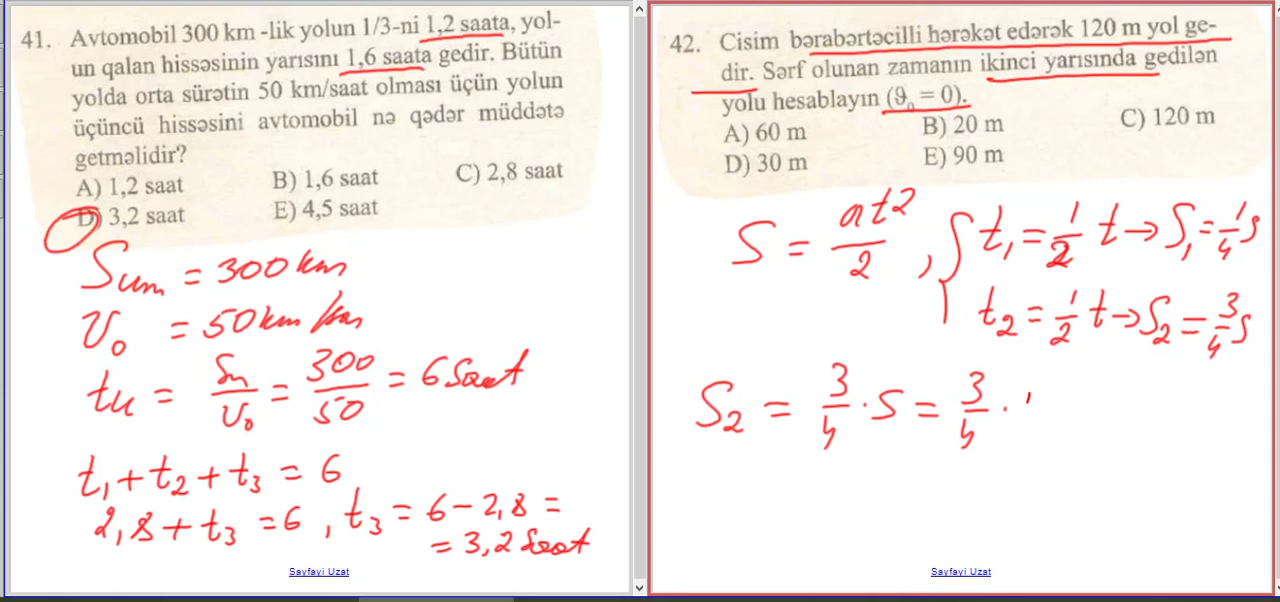 41. Avtomobil 300 km -lik yolun 1/3-ni 1,2 saata, yol-
un qalan hissəsinin yarısını 1,6 saata gedir. Bütün
yolda orta sürətin 50 km/saat olması üçün yolun
üçüncü hissəsini avtomobil nə qədər müddətə
getməlidir?
A) 1,2 saat B) 1,6 saat C) 2,8 saat
D) 3,2 saat E) 4,5 saat
Sum = 300 km
V₀ = 50 km/saat
tu = Su/V₀ = 300/50 = 6 Saat
t₁ + t₂ + t₃ = 6
2,8 + t₃ = 6, t₃ = 6 - 2,8 =
= 3,2 Saat
Sayfayi Uzat
42. Cisim bərabərtəcilli hərəkət edərək 120 m yol ge-
dir. Sərf olunan zamanın ikinci yarısında gedilən
yolu hesablayın (ϑ₀ = 0).
A) 60 m B) 20 m C) 120 m
D) 30 m E) 90 m
S = at²/2, { t₁ = 1/2 t → S₁ = 1/4 S
t₂ = 1/2 t → S₂ = 3/4 S
S₂ = 3/4 · S = 3/4 ·
Sayfayi Uzat